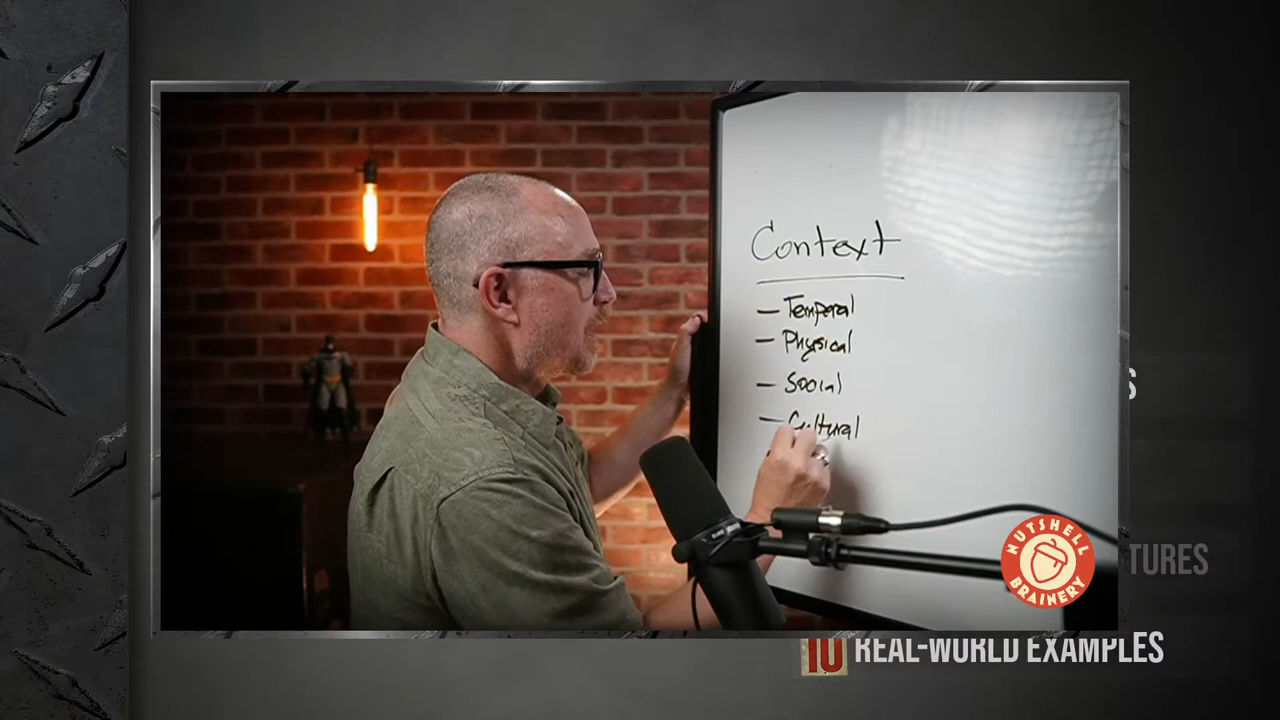 Context
– Temporal
– Physical
– Social
– Cultural
NUTSHELL
BRAINERY
S
TURES
10 REAL-WORLD EXAMPLES